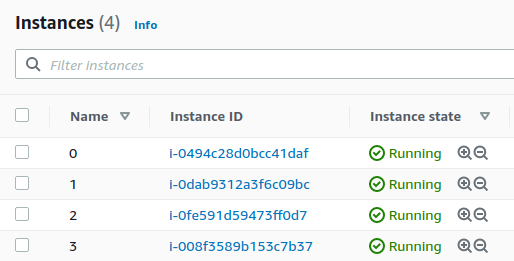 Instances (4) Info
Filter Instances
Name Instance ID Instance state
0 i-0494c28d0bcc41daf Running
1 i-0dab9312a3f6c09bc Running
2 i-0fe591d59473ff0d7 Running
3 i-008f3589b153c7b37 Running